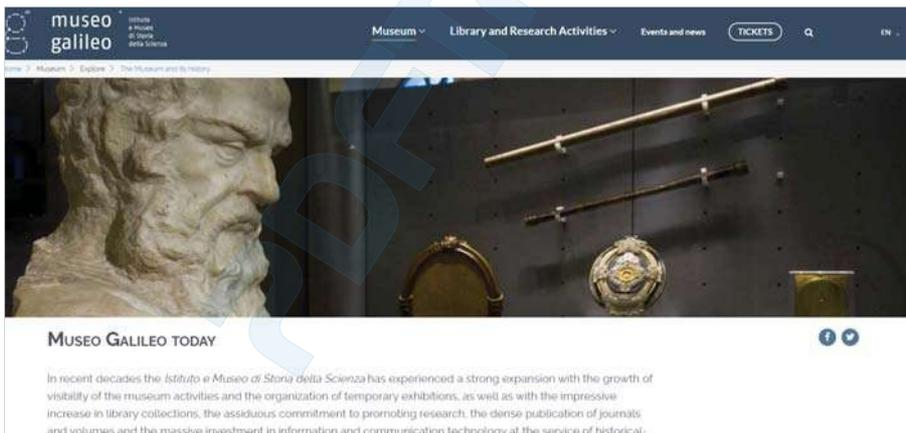 museo
galileo
Istituto
e Museo
di Storia
della Scienza
Museum
Library and Research Activities
Events and news
TICKETS
EN
Home > Museum > Explore > The Museum and its history
MUSEO GALILEO TODAY
In recent decades the Istituto e Museo di Storia della Scienza has experienced a strong expansion with the growth of
visibility of the museum activities and the organization of temporary exhibitions, as well as with the impressive
increase in library collections, the assiduous commitment to promoting research, the dense publication of journals
and volumes and the massive investment in information and communication technology at the service of historical-